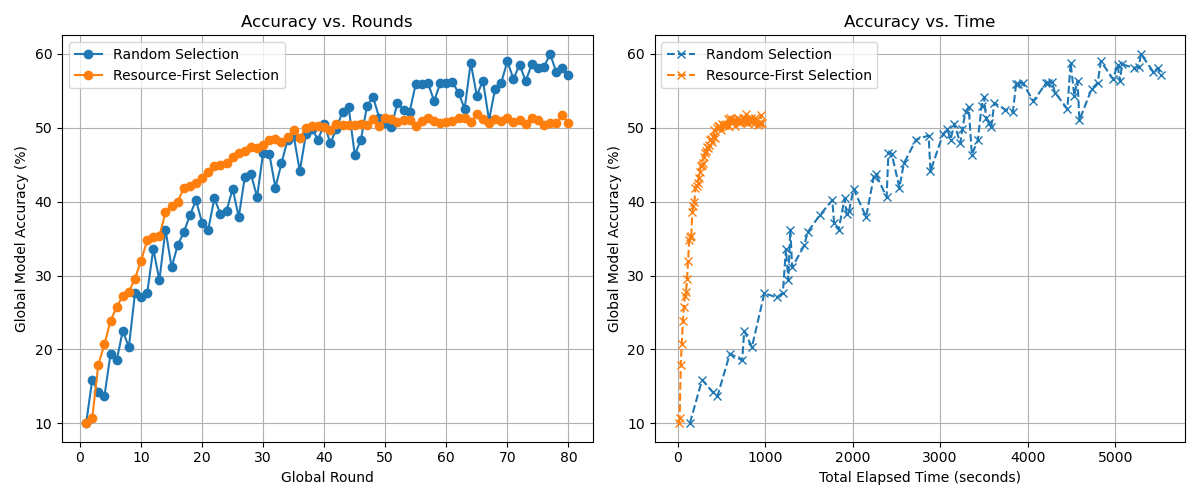 Accuracy vs. Rounds
Random Selection
Resource-First Selection
Global Model Accuracy (%)
60
50
40
30
20
10
0 10 20 30 40 50 60 70 80
Global Round
Accuracy vs. Time
Random Selection
Resource-First Selection
Global Model Accuracy (%)
60
50
40
30
20
10
0 1000 2000 3000 4000 5000
Total Elapsed Time (seconds)